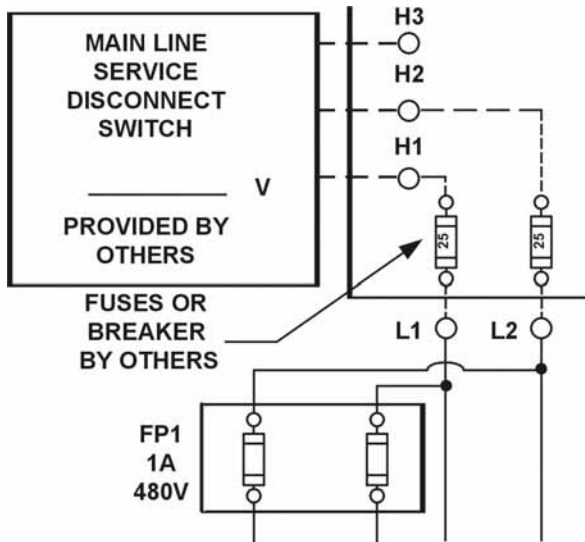 MAIN LINE
SERVICE
DISCONNECT
SWITCH
V
PROVIDED BY
OTHERS
H3
H2
H1
25
25
FUSES OR
BREAKER
BY OTHERS
L1
L2
FP1
1A
480V